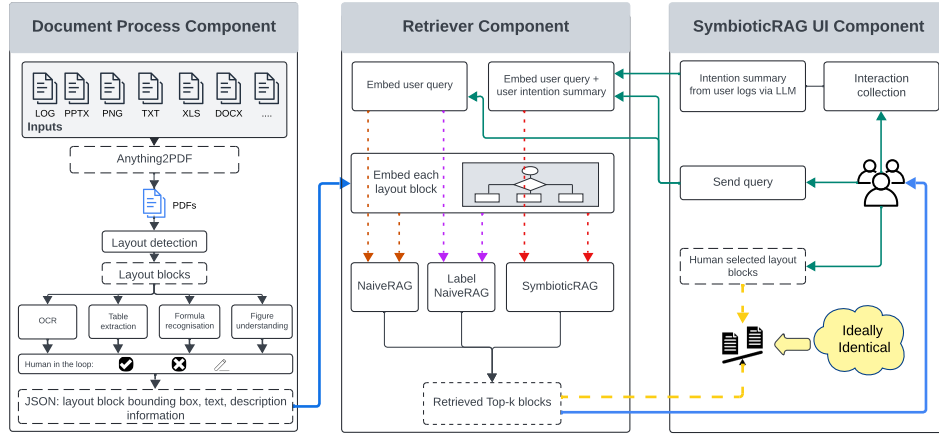 Document Process Component
LOG PPTX PNG TXT XLS DOCX ....
Inputs
Anything2PDF
PDFs
Layout detection
Layout blocks
OCR
Table
extraction
Formula
recognisation
Figure
understanding
Human in the loop:
JSON: layout block bounding box, text, description
information
Retriever Component
Embed user query
Embed user query +
user intention summary
Embed each
layout block
NaiveRAG
Label
NaiveRAG
SymbioticRAG
Retrieved Top-k blocks
SymbioticRAG UI Component
Intention summary
from user logs via LLM
Interaction
collection
Send query
Human selected layout
blocks
Ideally
Identical